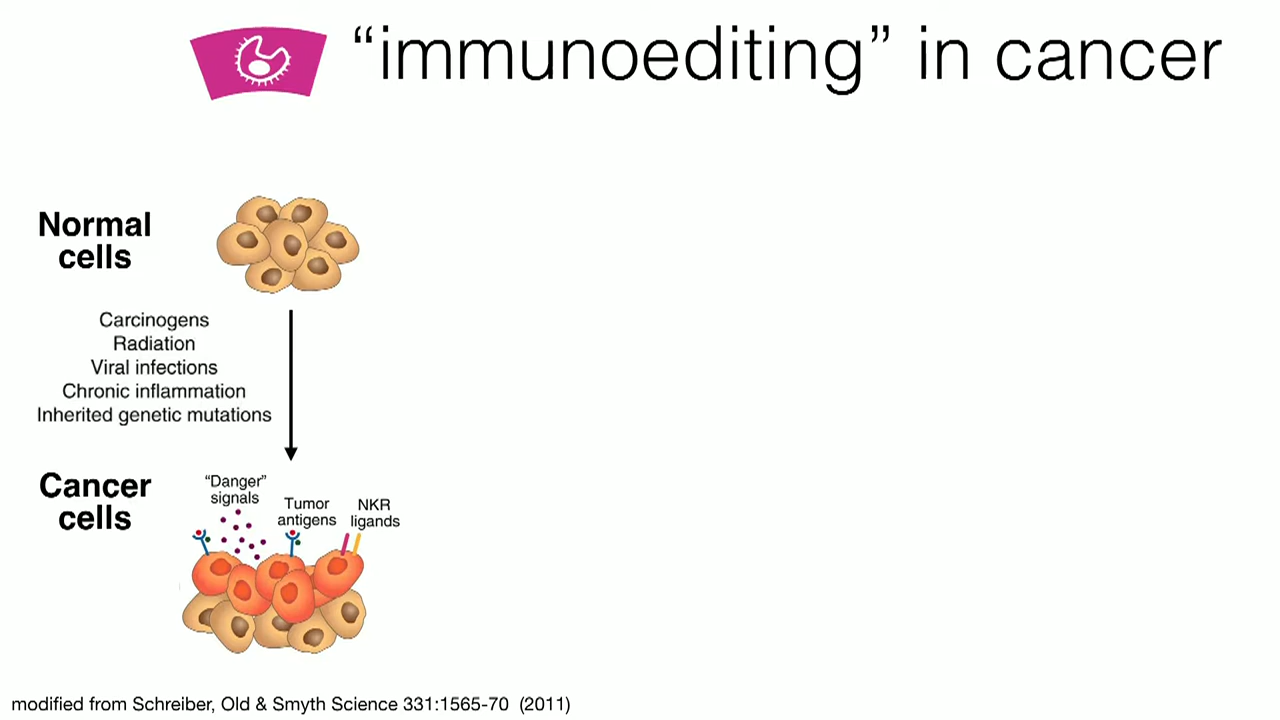 “immunoediting” in cancer
Normal
cells
Carcinogens
Radiation
Viral infections
Chronic inflammation
Inherited genetic mutations
Cancer
cells
“Danger”
signals
Tumor
antigens
NKR
ligands
modified from Schreiber, Old & Smyth Science 331:1565-70 (2011)